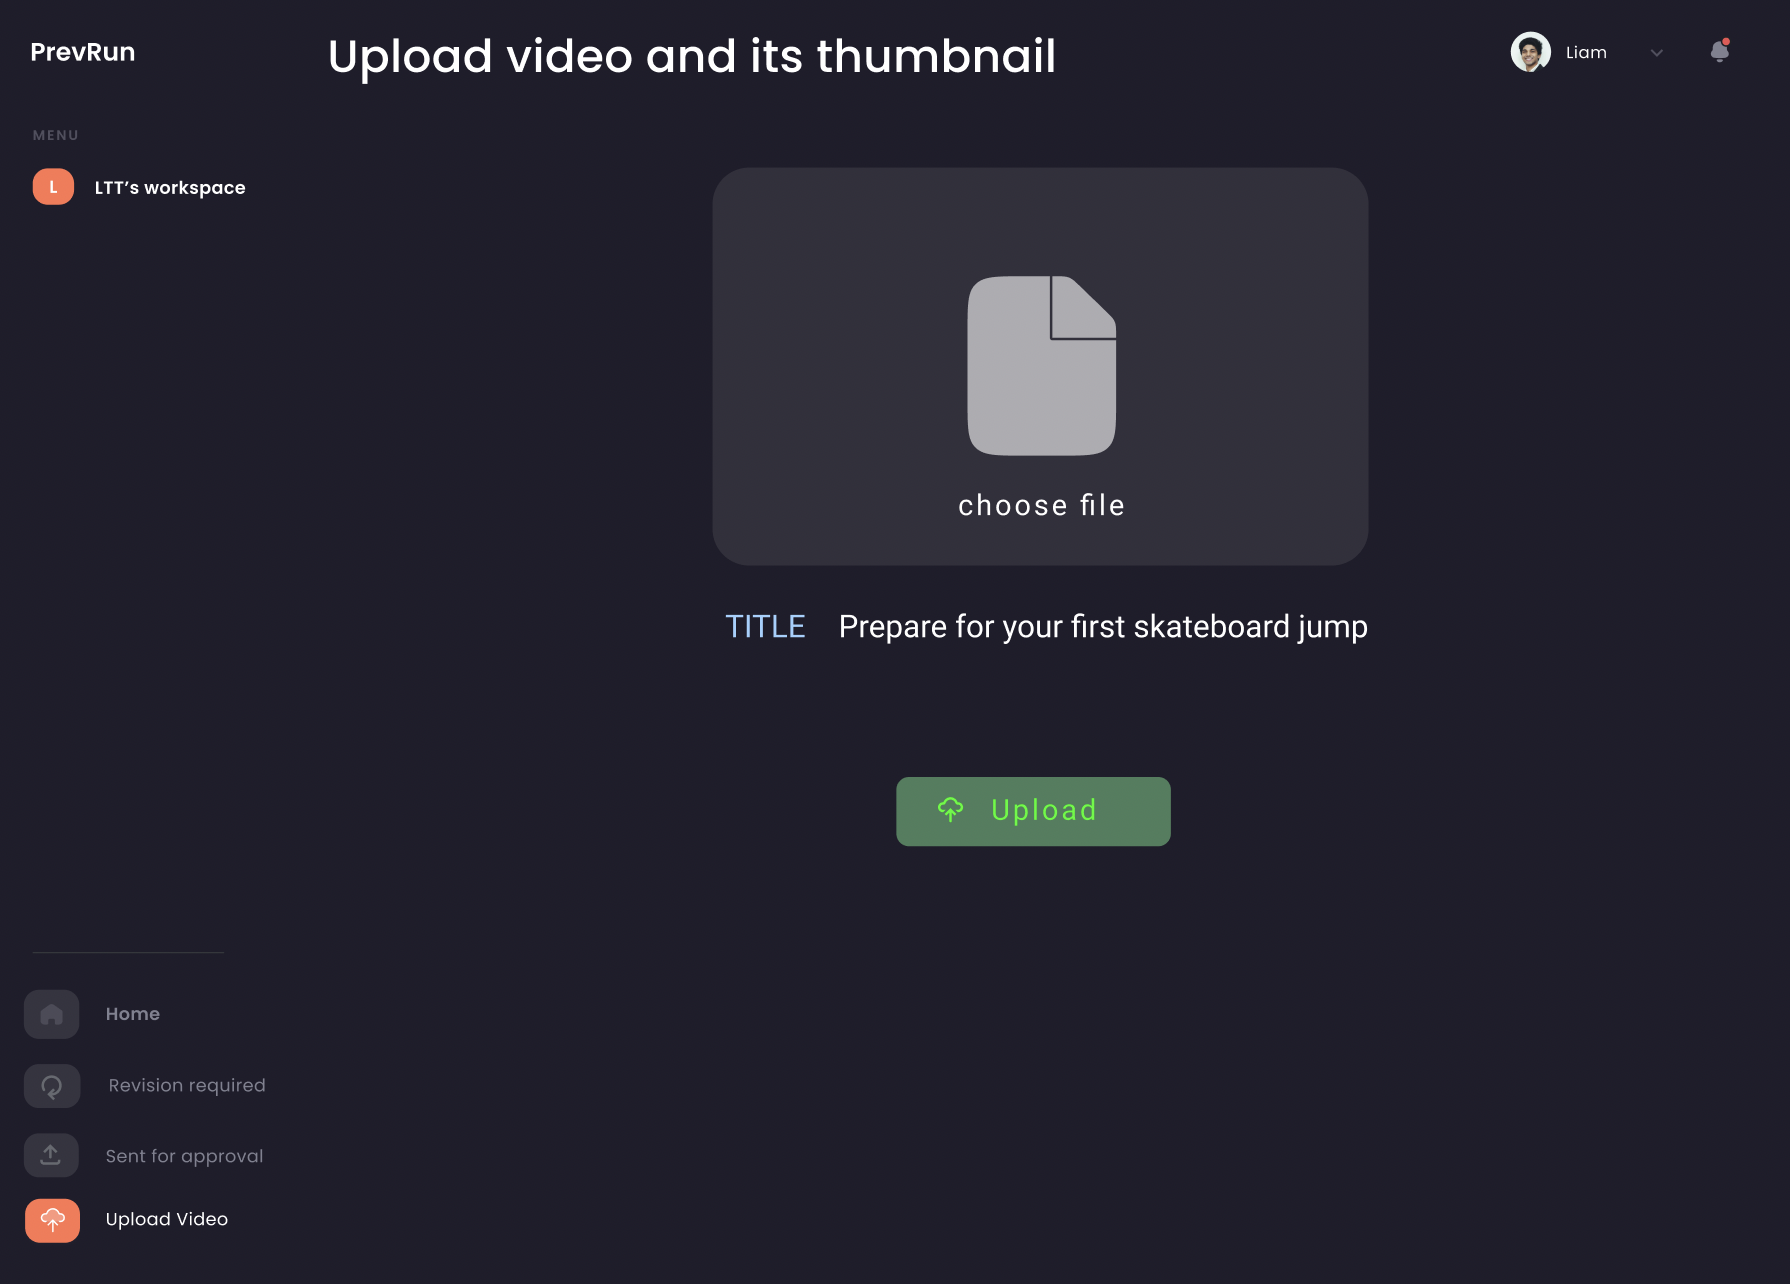 PrevRun
Upload video and its thumbnail
Liam
MENU
L
LTT’s workspace
choose file
TITLE Prepare for your first skateboard jump
Upload
Home
Revision required
Sent for approval
Upload Video